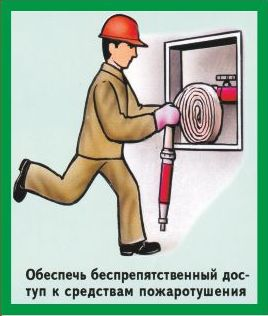 Обеспечь беспрепятственный дос-
туп к средствам пожаротушения